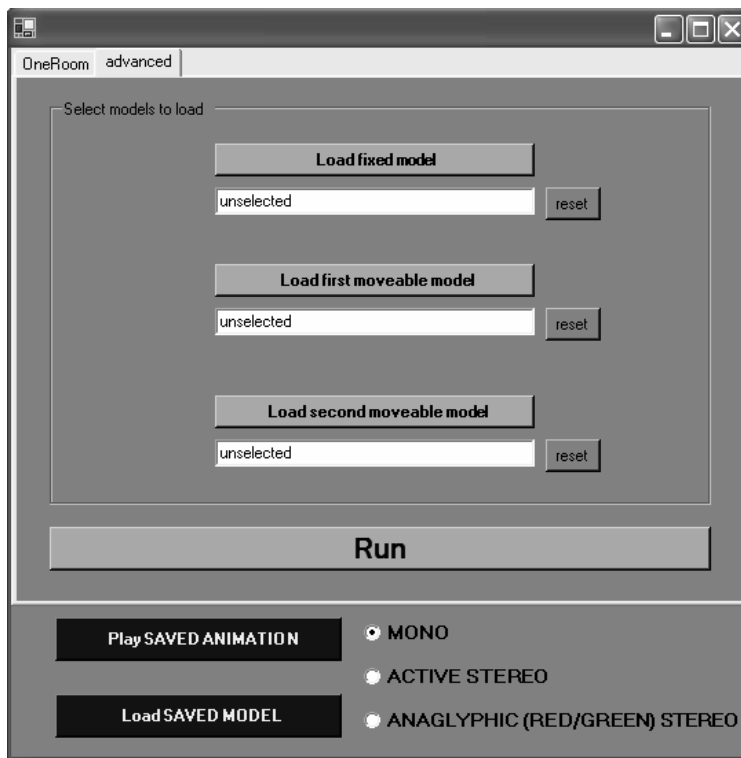 OneRoom advanced
Select models to load
Load fixed model
unselected reset
Load first moveable model
unselected reset
Load second moveable model
unselected reset
Run
Play SAVED ANIMATION
MONO
ACTIVE STEREO
Load SAVED MODEL
ANAGLYPHIC (RED/GREEN) STEREO